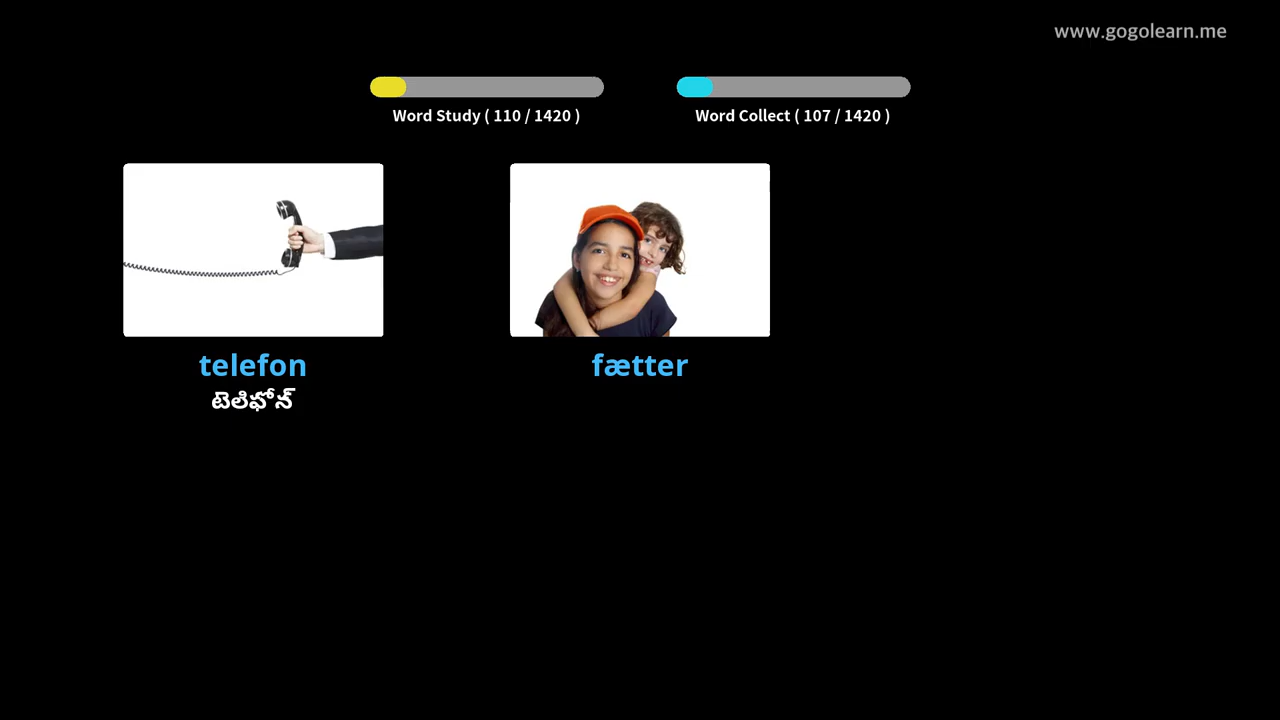 www.gogolearn.me
Word Study ( 110 / 1420 )
Word Collect ( 107 / 1420 )
telefon
టెలిఫోన్
fætter